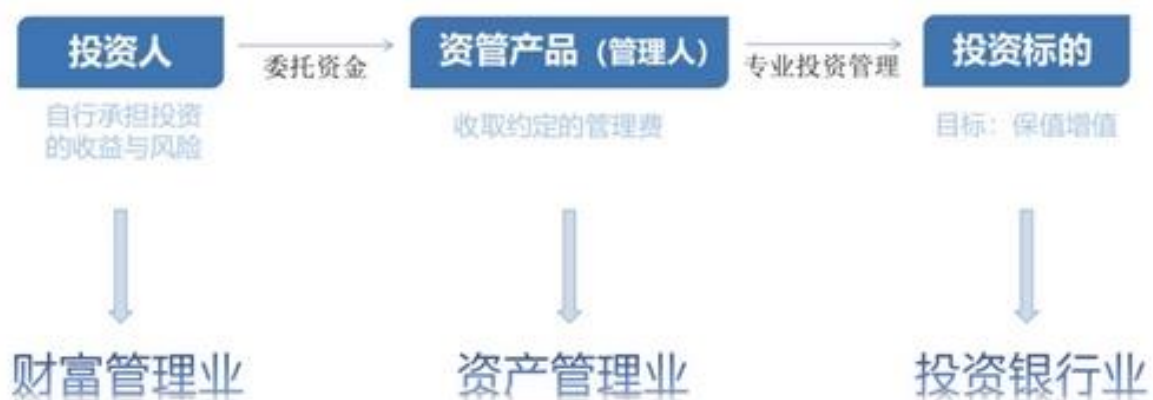 投资人
委托资金
资管产品（管理人）
专业投资管理
投资标的
自行承担投资
的收益与风险
收取约定的管理费
目标：保值增值
财富管理业
资产管理业
投资银行业